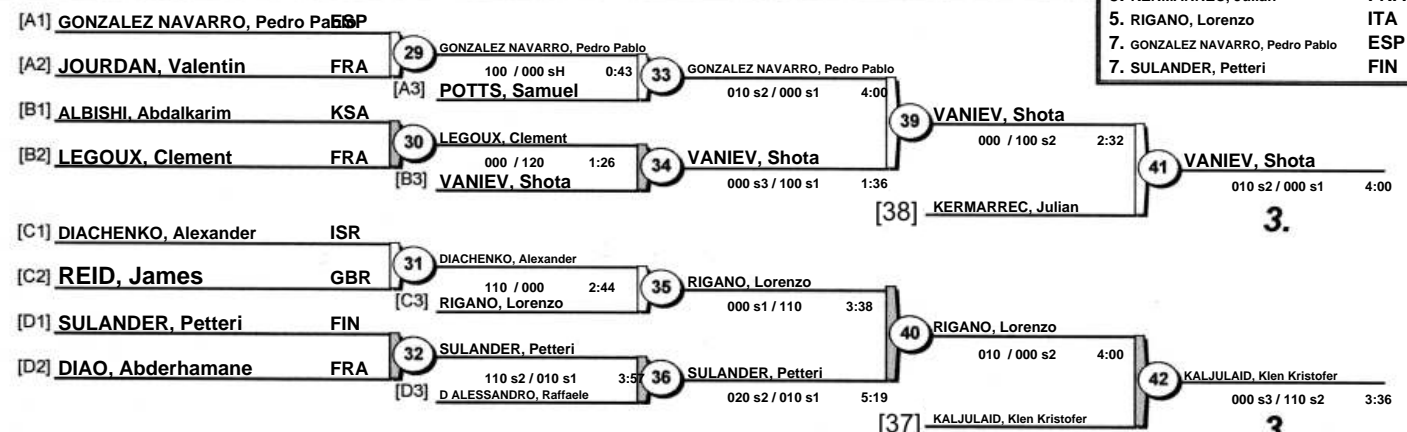 [A1] GONZALEZ NAVARRO, Pedro Pablo ESP
[A2] JOURDAN, Valentin FRA
29
GONZALEZ NAVARRO, Pedro Pablo
100 / 000 sH 0:43
[A3] POTTS, Samuel
33
GONZALEZ NAVARRO, Pedro Pablo
010 s2 / 000 s1 4:00
[B1] ALBISHI, Abdalkarim KSA
[B2] LEGOUX, Clement FRA
30
LEGOUX, Clement
000 / 120 1:26
[B3] VANIEV, Shota
34
VANIEV, Shota
000 s3 / 100 s1 1:36
39
VANIEV, Shota
000 / 100 s2 2:32
[38] KERMARREC, Julian
41
VANIEV, Shota
010 s2 / 000 s1 4:00
3.
[C1] DIACHENKO, Alexander ISR
[C2] REID, James GBR
31
DIACHENKO, Alexander
110 / 000 2:44
[C3] RIGANO, Lorenzo
35
RIGANO, Lorenzo
000 s1 / 110 3:38
[D1] SULANDER, Petteri FIN
[D2] DIAO, Abderhamane FRA
32
SULANDER, Petteri
110 s2 / 010 s1 3:57
[D3] D ALESSANDRO, Raffaele
36
SULANDER, Petteri
020 s2 / 010 s1 5:19
40
RIGANO, Lorenzo
010 / 000 s2 4:00
[37] KALJULAID, Klen Kristofer
42
KALJULAID, Klen Kristofer
000 s3 / 110 s2 3:36
3.
5. RIGANO, Lorenzo ITA
7. GONZALEZ NAVARRO, Pedro Pablo ESP
7. SULANDER, Petteri FIN